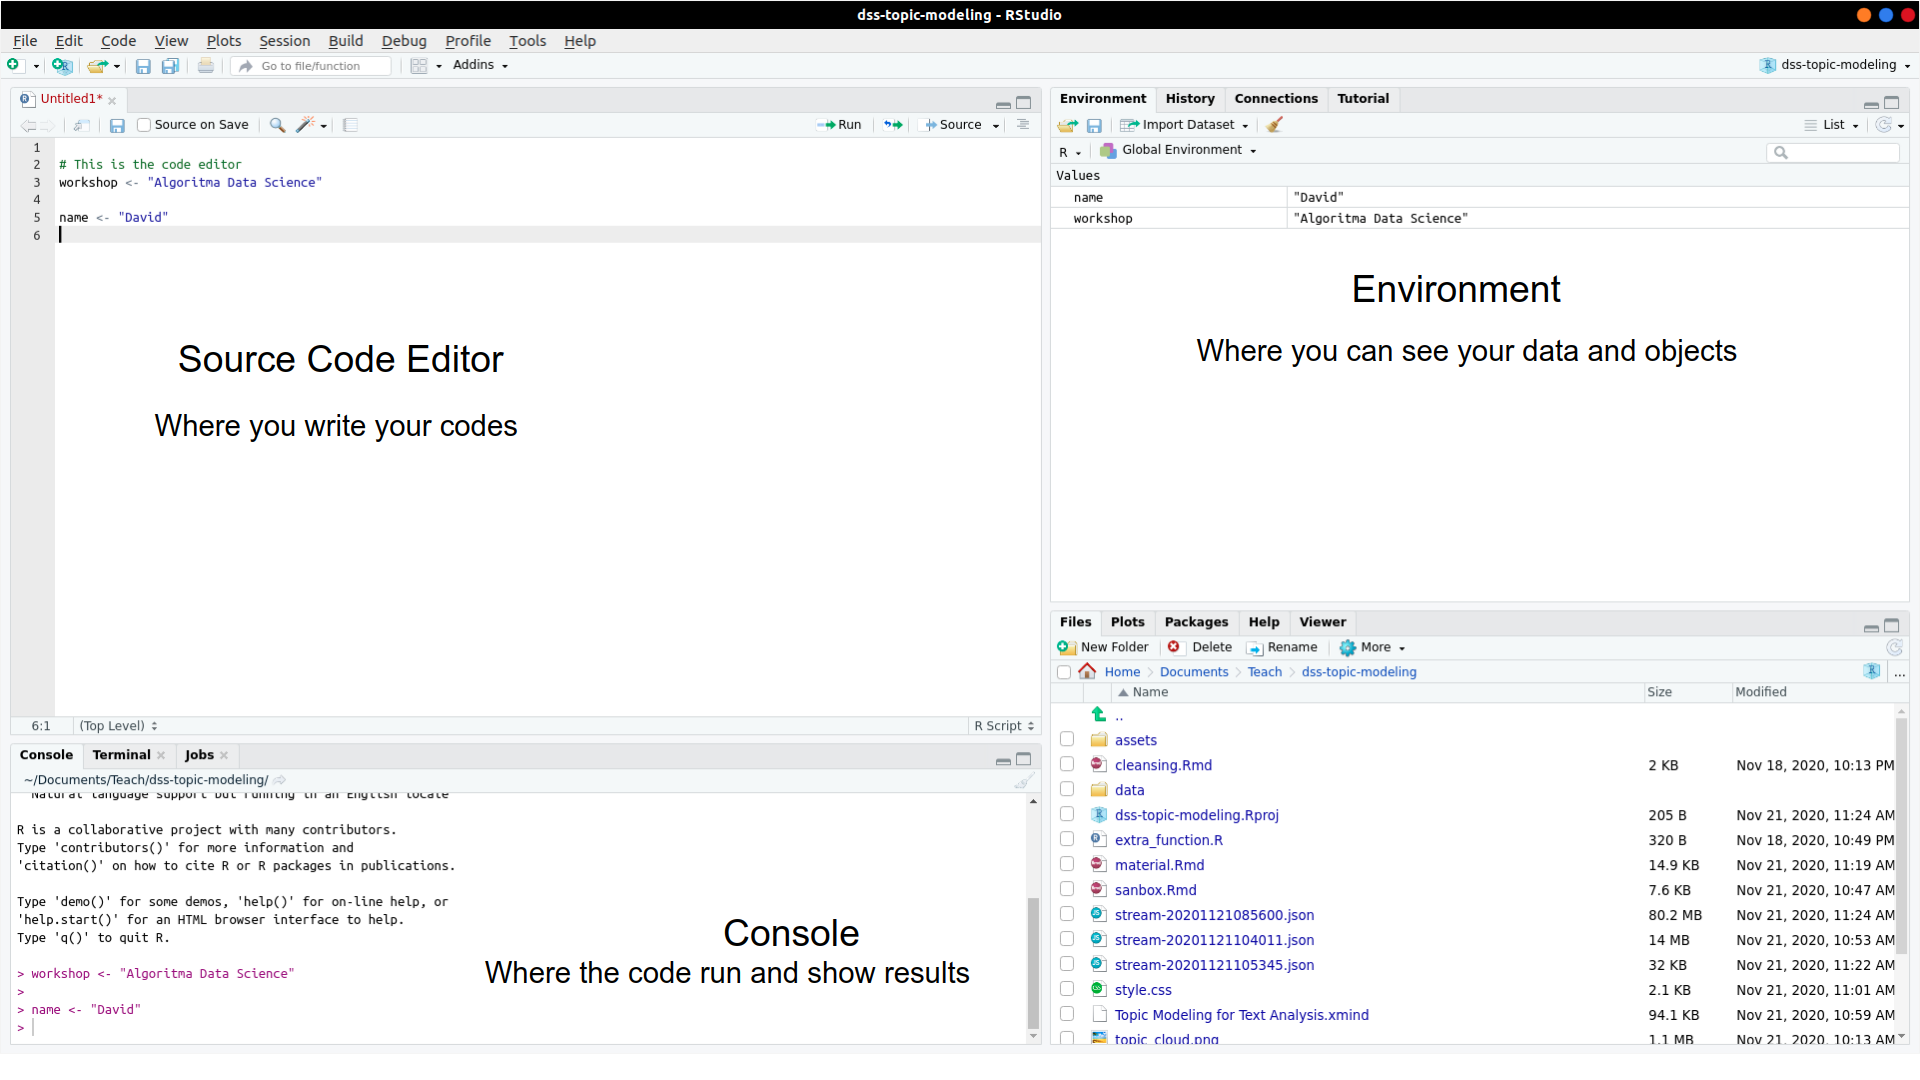 dss-topic-modeling - RStudio
File Edit Code View Plots Session Build Debug Profile Tools Help
Go to file/function Addins dss-topic-modeling
Untitled1*
Source on Save Run Source
1
2 # This is the code editor
3 workshop <- "Algoritma Data Science"
4
5 name <- "David"
6
Source Code Editor
Where you write your codes
6:1 (Top Level) R Script
Environment History Connections Tutorial
Import Dataset List
R Global Environment
Values
name "David"
workshop "Algoritma Data Science"
Environment
Where you can see your data and objects
Console Terminal Jobs
~/Documents/Teach/dss-topic-modeling/
Natural language support but running in an English locale
R is a collaborative project with many contributors.
Type 'contributors()' for more information and
'citation()' on how to cite R or R packages in publications.
Type 'demo()' for some demos, 'help()' for on-line help, or
'help.start()' for an HTML browser interface to help.
Type 'q()' to quit R.
> workshop <- "Algoritma Data Science"
>
> name <- "David"
>
Console
Where the code run and show results
Files Plots Packages Help Viewer
New Folder Delete Rename More
Home Documents Teach dss-topic-modeling ...
Name Size Modified
..
assets
cleansing.Rmd 2 KB Nov 18, 2020, 10:13 PM
data
dss-topic-modeling.Rproj 205 B Nov 21, 2020, 11:24 AM
extra_function.R 320 B Nov 18, 2020, 10:49 PM
material.Rmd 14.9 KB Nov 21, 2020, 11:19 AM
sanbox.Rmd 7.6 KB Nov 21, 2020, 10:47 AM
stream-20201121085600.json 80.2 MB Nov 21, 2020, 11:24 AM
stream-20201121104011.json 14 MB Nov 21, 2020, 10:53 AM
stream-20201121105345.json 32 KB Nov 21, 2020, 11:22 AM
style.css 2.1 KB Nov 21, 2020, 11:01 AM
Topic Modeling for Text Analysis.xmind 94.1 KB Nov 21, 2020, 10:59 AM
topic_cloud.png 1.1 MB Nov 21, 2020, 10:13 AM